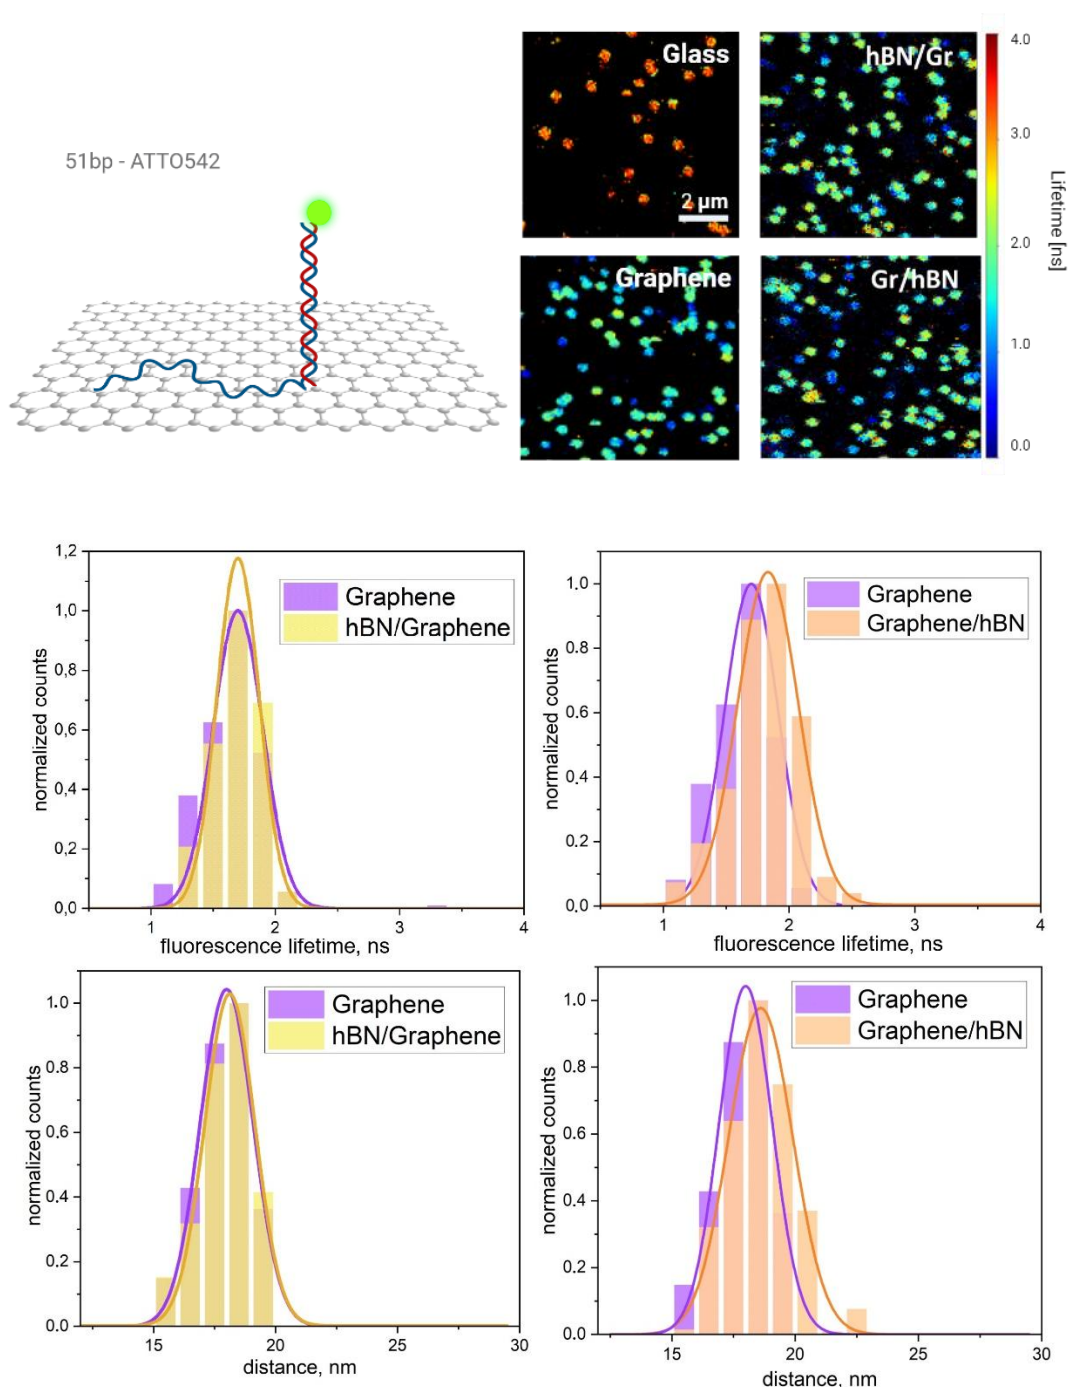 51bp - ATTO542
Glass
2 µm
hBN/Gr
Graphene
Gr/hBN
4.0
3.0
2.0
1.0
0.0
Lifetime [ns]
1,2
1,0
0,8
0,6
0,4
0,2
0,0
normalized counts
Graphene
hBN/Graphene
1
2
3
4
fluorescence lifetime, ns
1.0
0.8
0.6
0.4
0.2
0.0
normalized counts
Graphene
Graphene/hBN
1
2
3
4
fluorescence lifetime, ns
1.0
0.8
0.6
0.4
0.2
0.0
normalized counts
Graphene
hBN/Graphene
15
20
25
30
distance, nm
1.0
0.8
0.6
0.4
0.2
0.0
normalized counts
Graphene
Graphene/hBN
15
20
25
30
distance, nm